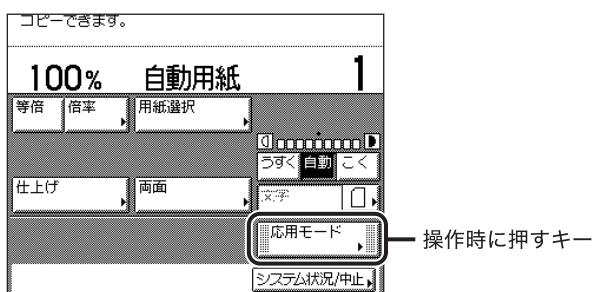 コピーできます。
100% 自動用紙 1
等倍 倍率 用紙選択
うすく 自動 こく
仕上げ 両面 文字
応用モード 操作時に押すキー
システム状況/中止